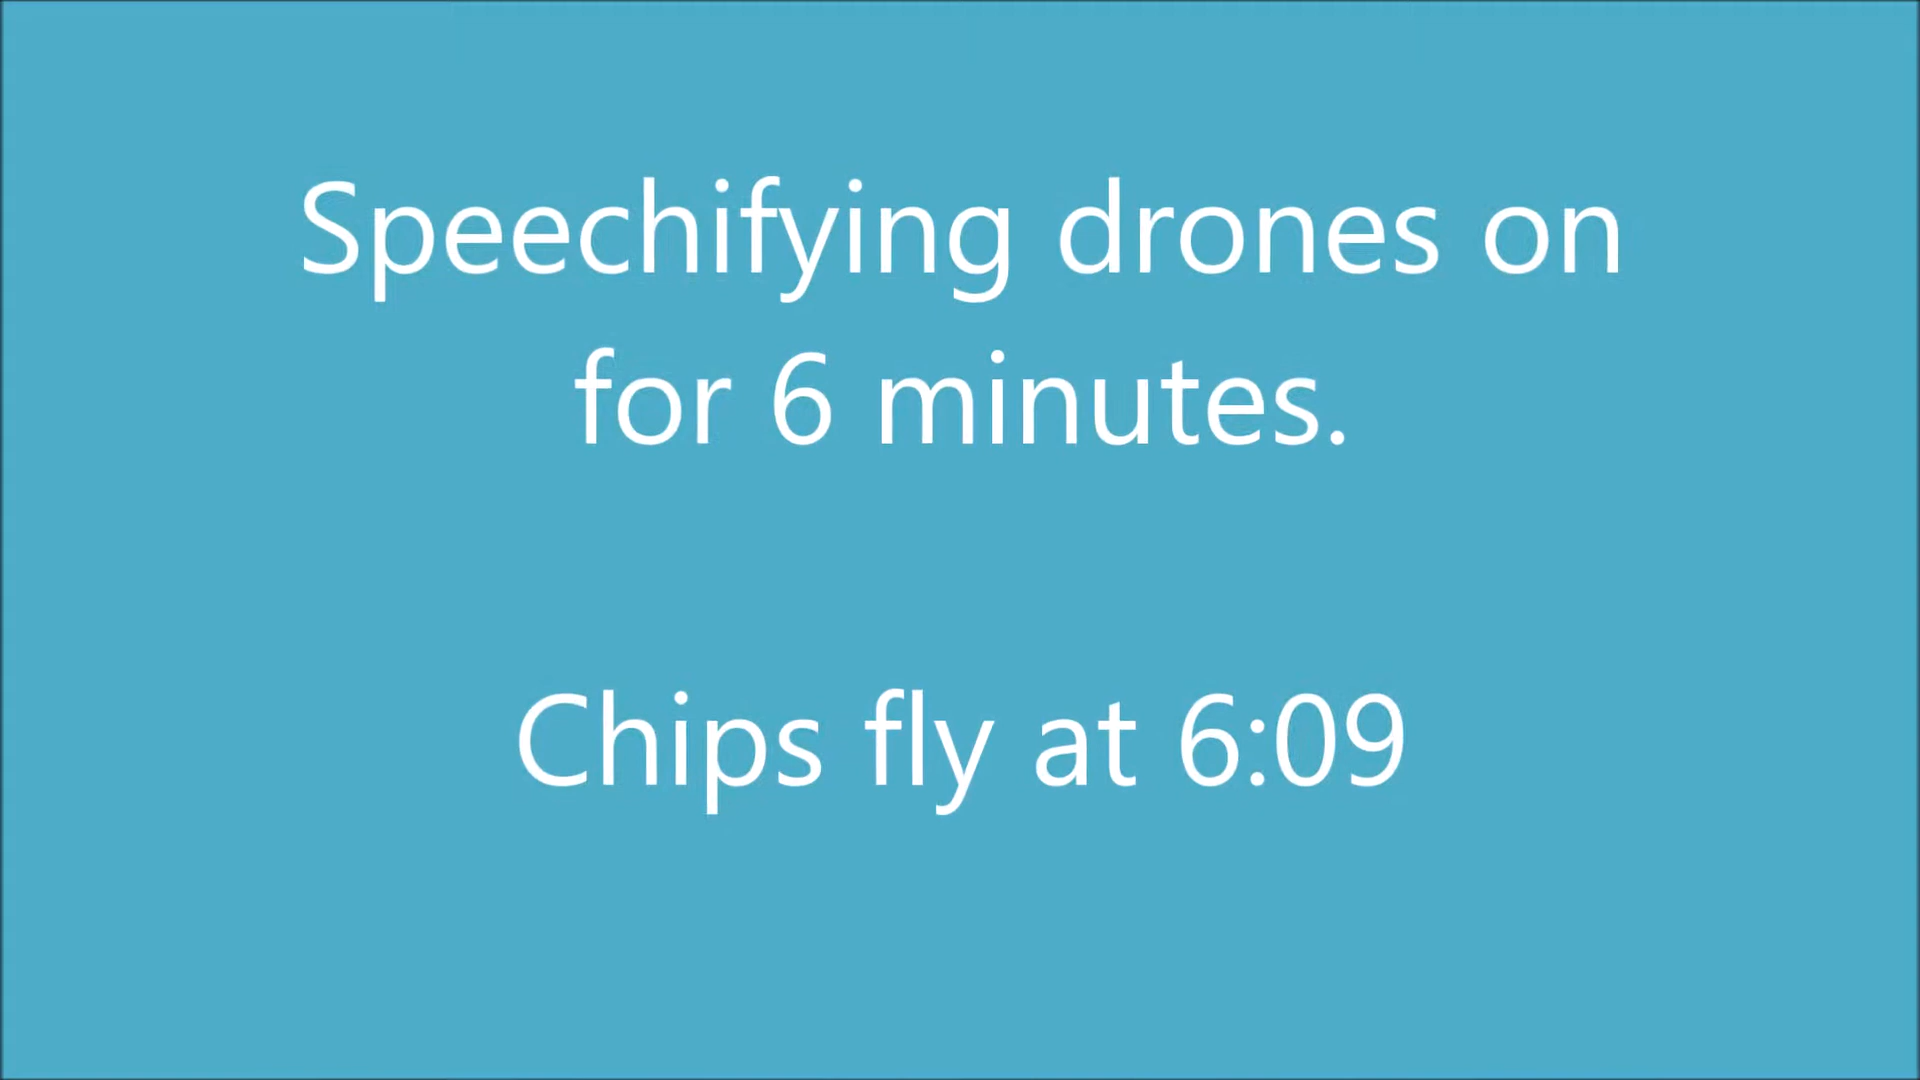 Speechifying drones on
for 6 minutes.
Chips fly at 6:09